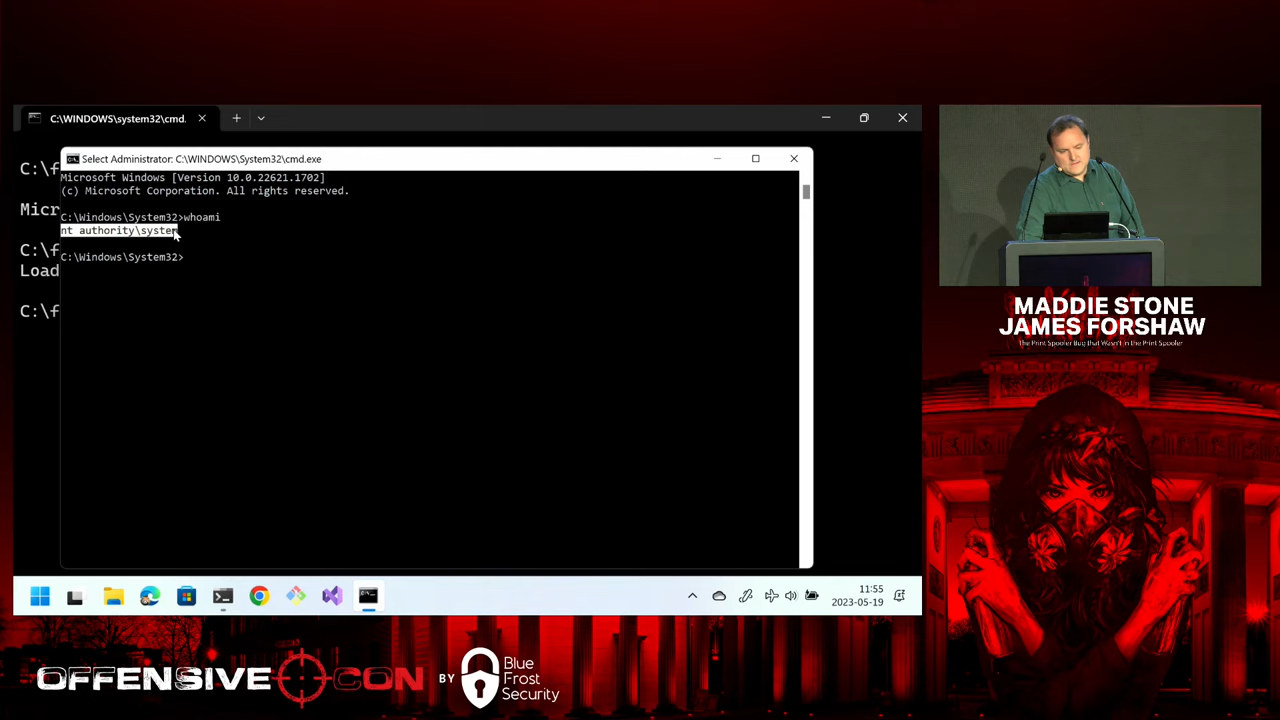 C:\WINDOWS\system32\cmd.
C:\f
Micr
C:\f
Load
C:\f
Select Administrator: C:\WINDOWS\System32\cmd.exe
Microsoft Windows [Version 10.0.22621.1702]
(c) Microsoft Corporation. All rights reserved.
C:\Windows\System32>whoami
nt authority\system
C:\Windows\System32>
11:55
2023-05-19
MADDIE STONE
JAMES FORSHAW
The Print Spooler Bug that Wasn't in the Print Spooler
OFFENSIVE CON
BY
Blue
Frost
Security